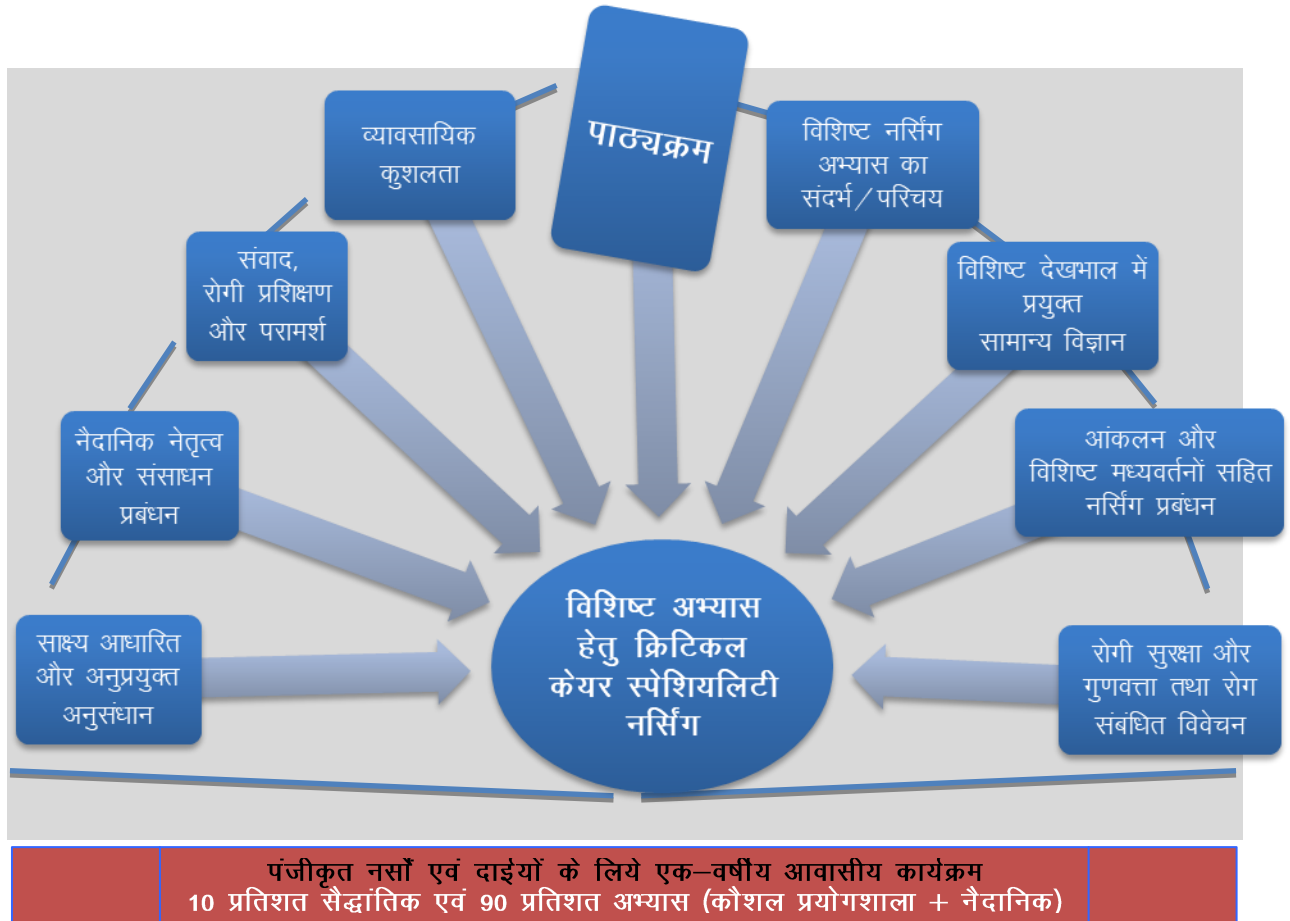 पाठ्यक्रम
व्यावसायिक
कुशलता
विशिष्ट नर्सिंग
अभ्यास का
संदर्भ/परिचय
संवाद,
रोगी प्रशिक्षण
और परामर्श
विशिष्ट देखभाल में
प्रयुक्त
सामान्य विज्ञान
नैदानिक नेतृत्व
और संसाधन
प्रबंधन
आंकलन और
विशिष्ट मध्यवर्तनों सहित
नर्सिंग प्रबंधन
साक्ष्य आधारित
और अनुप्रयुक्त
अनुसंधान
विशिष्ट अभ्यास
हेतु क्रिटिकल
केयर स्पेशियलिटी
नर्सिंग
रोगी सुरक्षा और
गुणवत्ता तथा रोग
संबंधित विवेचन
पंजीकृत नर्सों एवं दाईयों के लिये एक–वर्षीय आवासीय कार्यक्रम
10 प्रतिशत सैद्धांतिक एवं 90 प्रतिशत अभ्यास (कौशल प्रयोगशाला + नैदानिक)